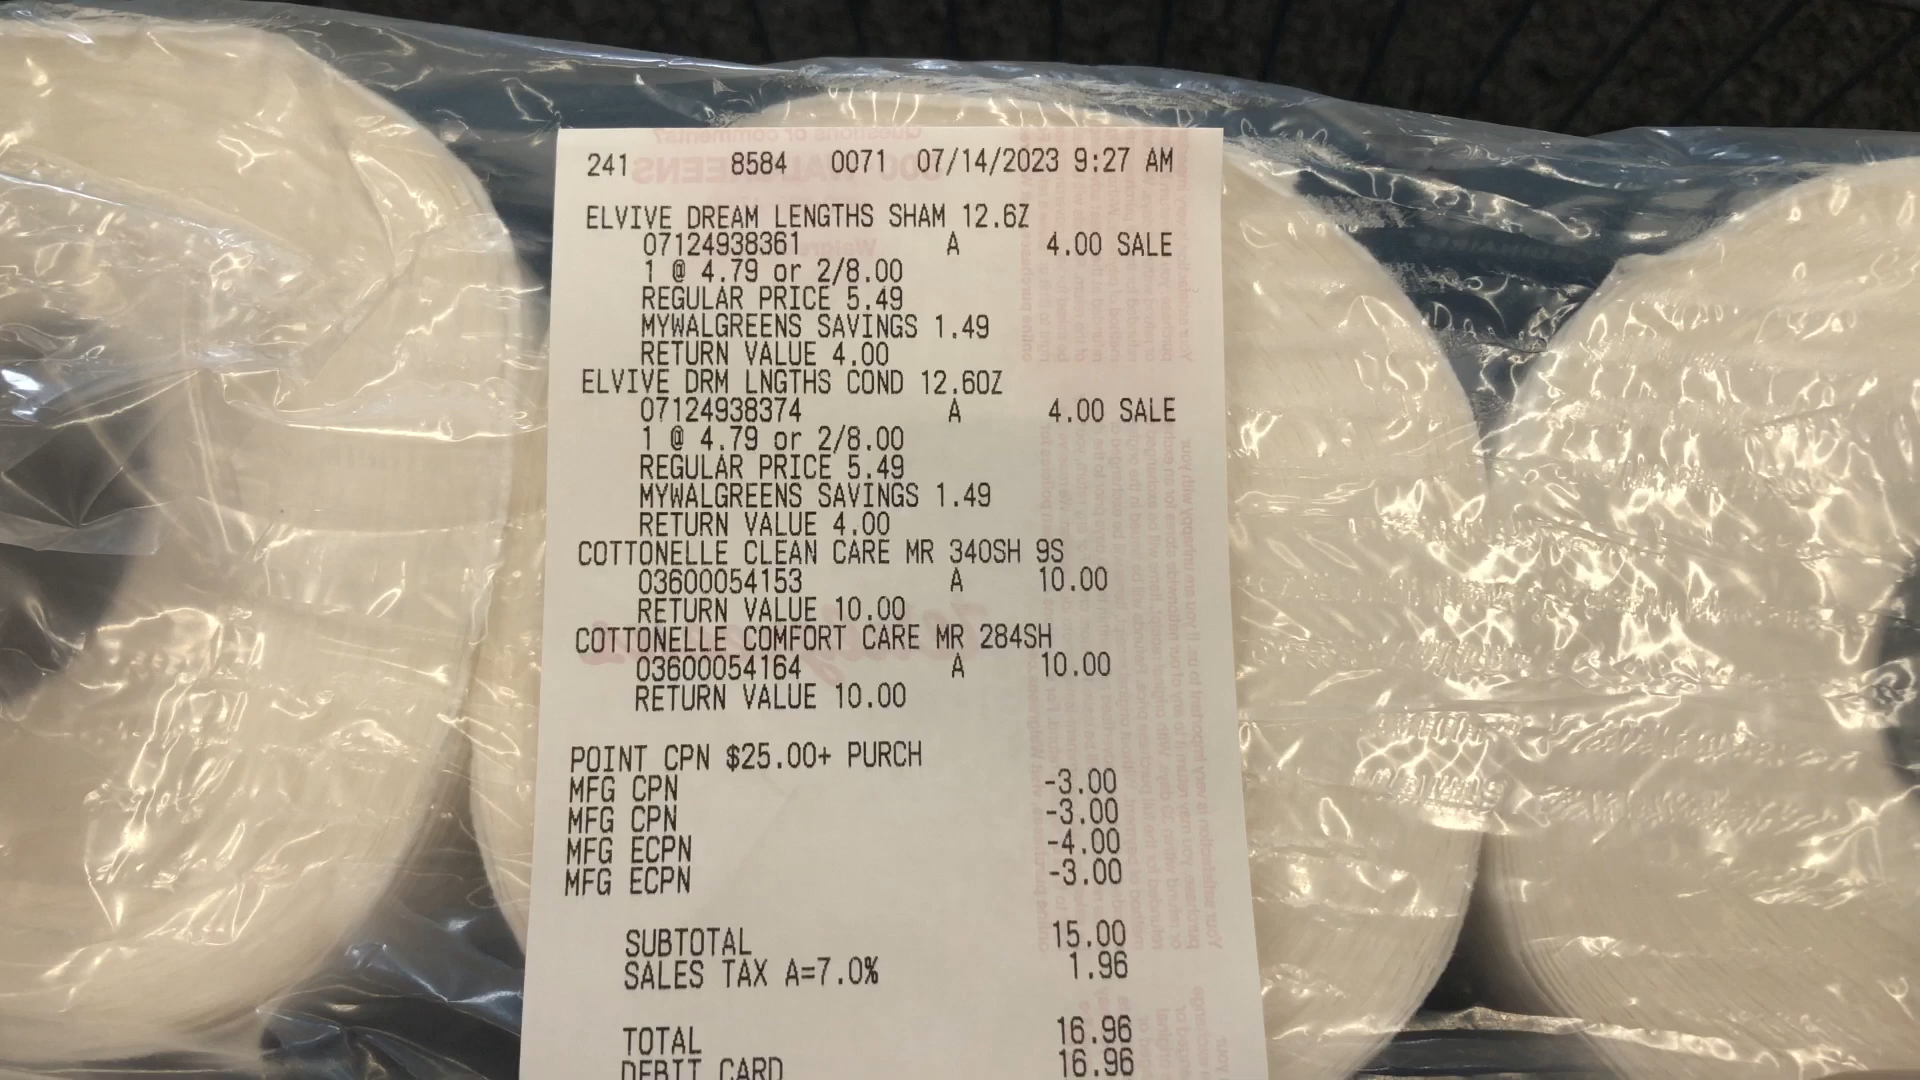 241 8584 0071 07/14/2023 9:27 AM
ELVIVE DREAM LENGTHS SHAM 12.6Z
07124938361 A 4.00 SALE
1 @ 4.79 or 2/8.00
REGULAR PRICE 5.49
MYWALGREENS SAVINGS 1.49
RETURN VALUE 4.00
ELVIVE DRM LNGTHS COND 12.6OZ
07124938374 A 4.00 SALE
1 @ 4.79 or 2/8.00
REGULAR PRICE 5.49
MYWALGREENS SAVINGS 1.49
RETURN VALUE 4.00
COTTONELLE CLEAN CARE MR 340SH 9S
03600054153 A 10.00
RETURN VALUE 10.00
COTTONELLE COMFORT CARE MR 284SH
03600054164 A 10.00
RETURN VALUE 10.00
POINT CPN $25.00+ PURCH
MFG CPN -3.00
MFG CPN -3.00
MFG ECPN -4.00
MFG ECPN -3.00
SUBTOTAL 15.00
SALES TAX A=7.0% 1.96
TOTAL 16.96
DEBIT CARD 16.96